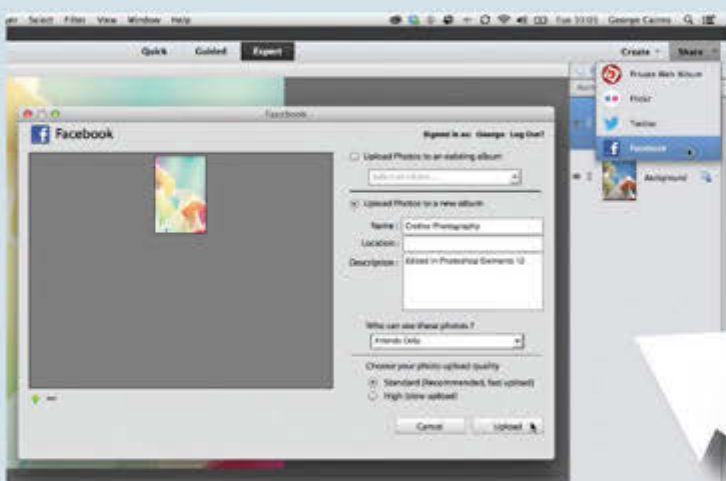 Select Filter View Window Help
Tue 10:05 George Cairns
Quick Guided Expert
Create Share
Private Web Album
Flickr
Twitter
Facebook
Background
Facebook
Facebook
Signed in as: George Log Out?
Upload Photos to an existing album
Upload Photos to a new album
Name: Creative Photography
Location:
Description: Edited in Photoshop Elements 12
Who can see these photos?
Friends Only
Choose your photo upload quality
Standard (Recommended, fast upload)
High (slow upload)
Cancel Upload